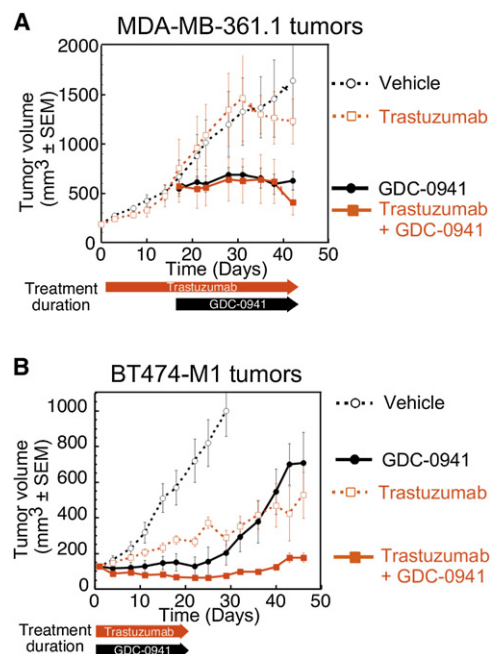 A
MDA-MB-361.1 tumors
Tumor volume
(mm3 ± SEM)
2000
1500
1000
500
0
0 10 20 30 40 50
Time (Days)
Vehicle
Trastuzumab
GDC-0941
Trastuzumab
+ GDC-0941
Treatment
duration
Trastuzumab
GDC-0941
B
BT474-M1 tumors
Tumor volume
(mm3 ± SEM)
1000
800
600
400
200
0
0 10 20 30 40 50
Time (Days)
Vehicle
GDC-0941
Trastuzumab
Trastuzumab
+ GDC-0941
Treatment
duration
Trastuzumab
GDC-0941